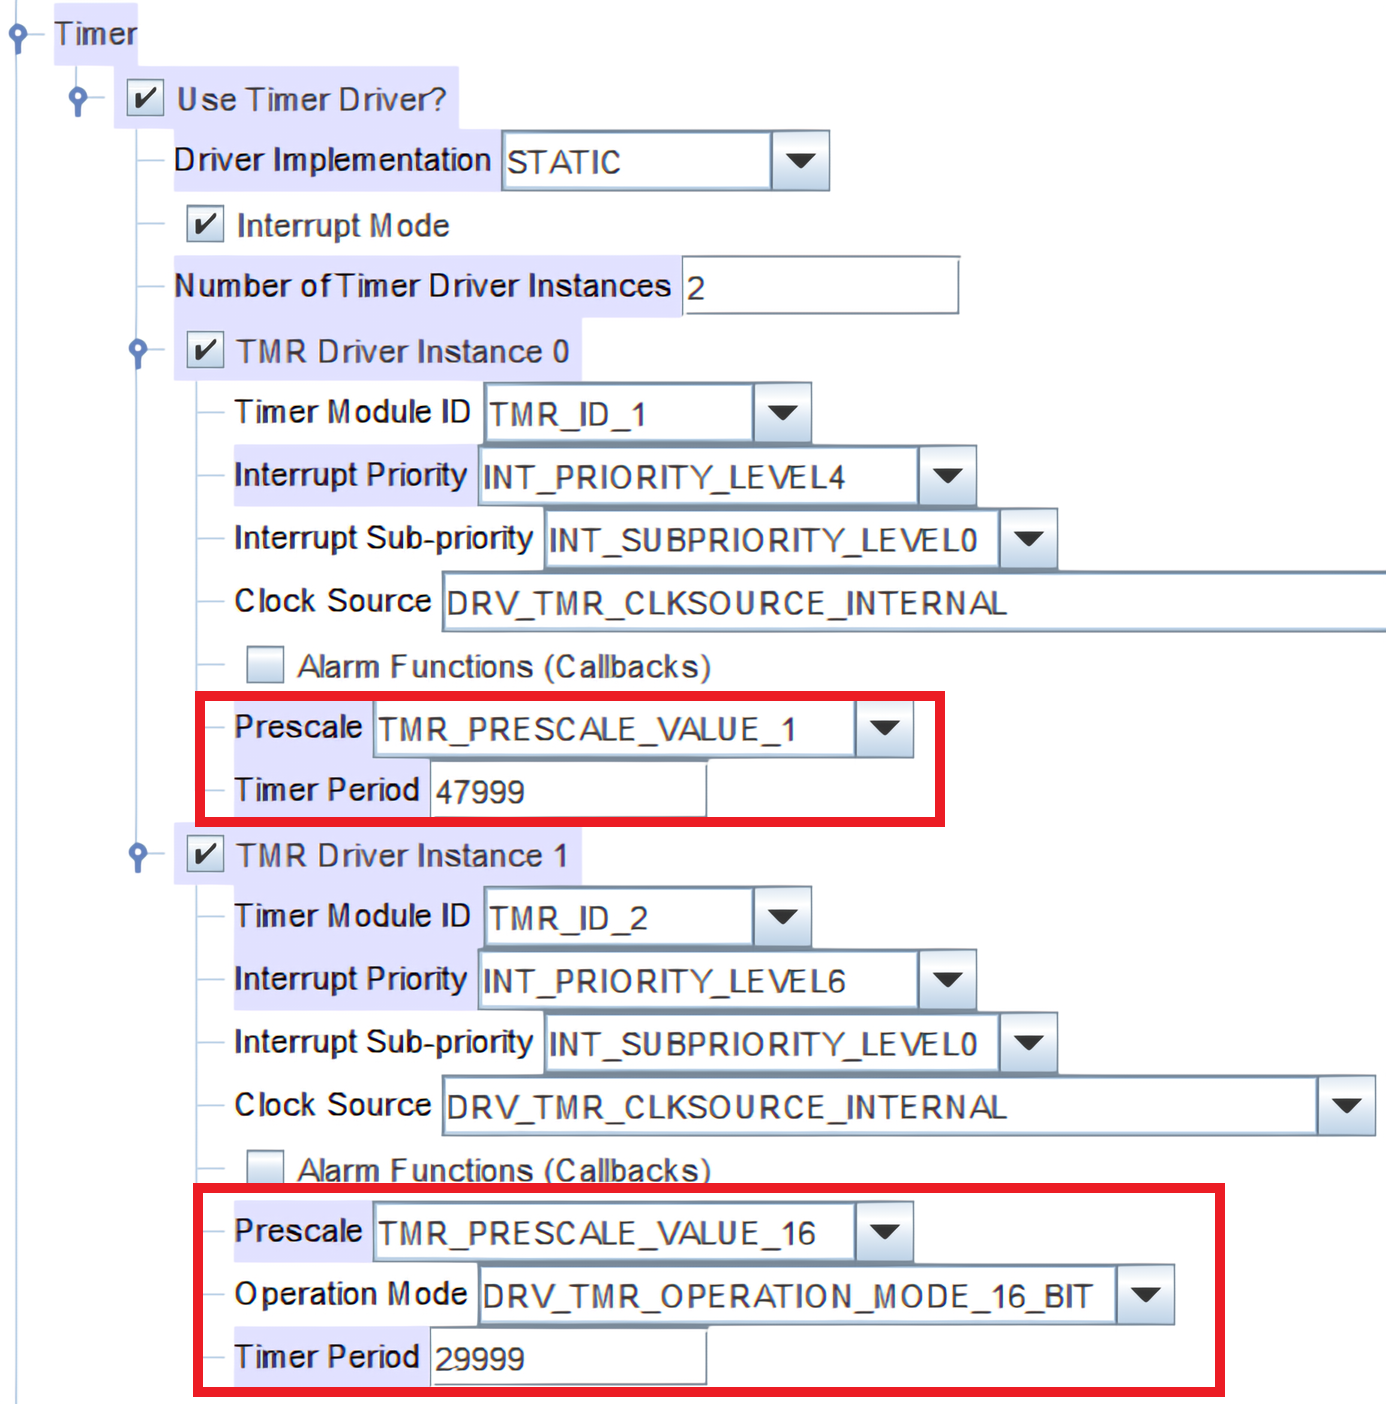 Timer
Use Timer Driver?
Driver Implementation STATIC
Interrupt Mode
Number of Timer Driver Instances 2
TMR Driver Instance 0
Timer Module ID TMR_ID_1
Interrupt Priority INT_PRIORITY_LEVEL4
Interrupt Sub-priority INT_SUBPRIORITY_LEVEL0
Clock Source DRV_TMR_CLKSOURCE_INTERNAL
Alarm Functions (Callbacks)
Prescale TMR_PRESCALE_VALUE_1
Timer Period 47999
TMR Driver Instance 1
Timer Module ID TMR_ID_2
Interrupt Priority INT_PRIORITY_LEVEL6
Interrupt Sub-priority INT_SUBPRIORITY_LEVEL0
Clock Source DRV_TMR_CLKSOURCE_INTERNAL
Alarm Functions (Callbacks)
Prescale TMR_PRESCALE_VALUE_16
Operation Mode DRV_TMR_OPERATION_MODE_16_BIT
Timer Period 29999